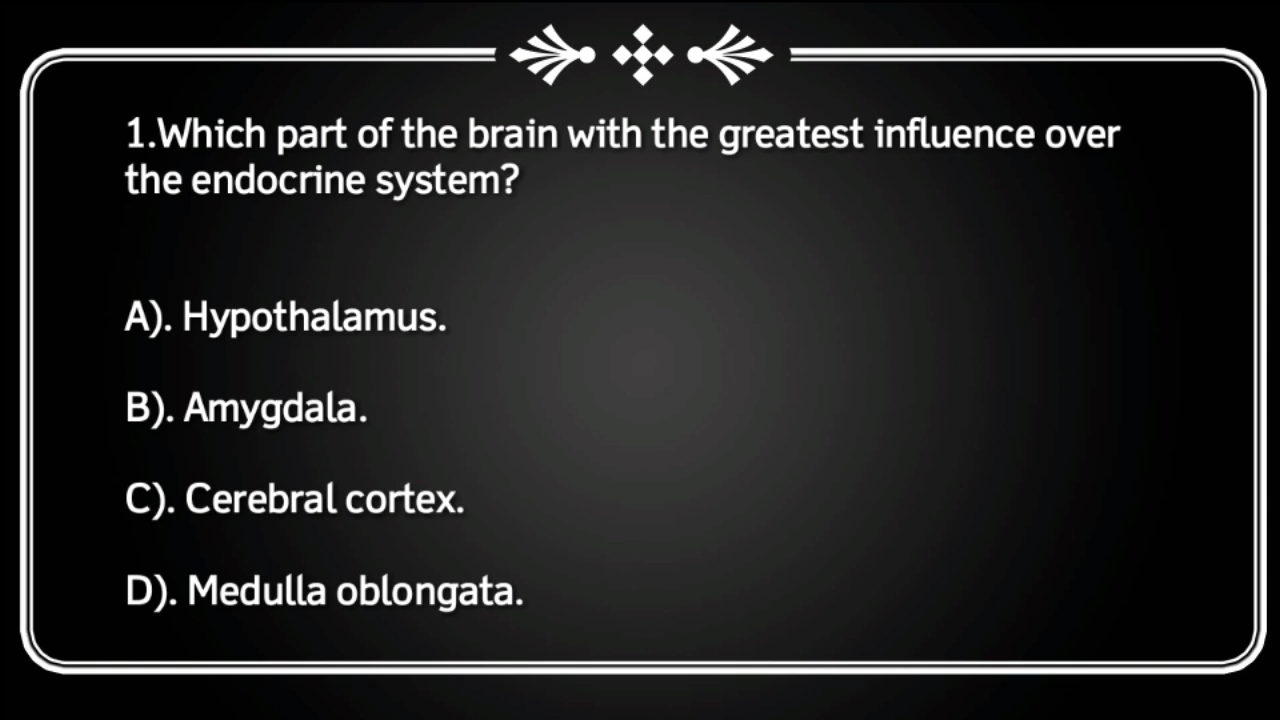 1.Which part of the brain with the greatest influence over
the endocrine system?
A). Hypothalamus.
B). Amygdala.
C). Cerebral cortex.
D). Medulla oblongata.